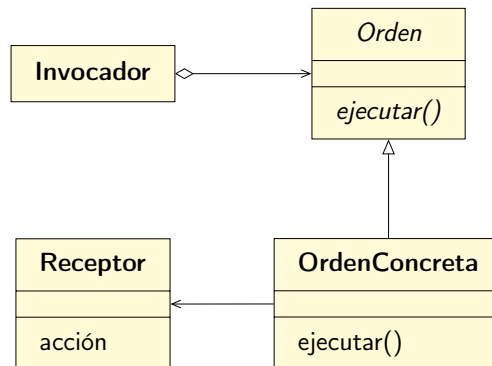 Orden
Invocador
ejecutar()
Receptor
OrdenConcreta
acción
ejecutar()